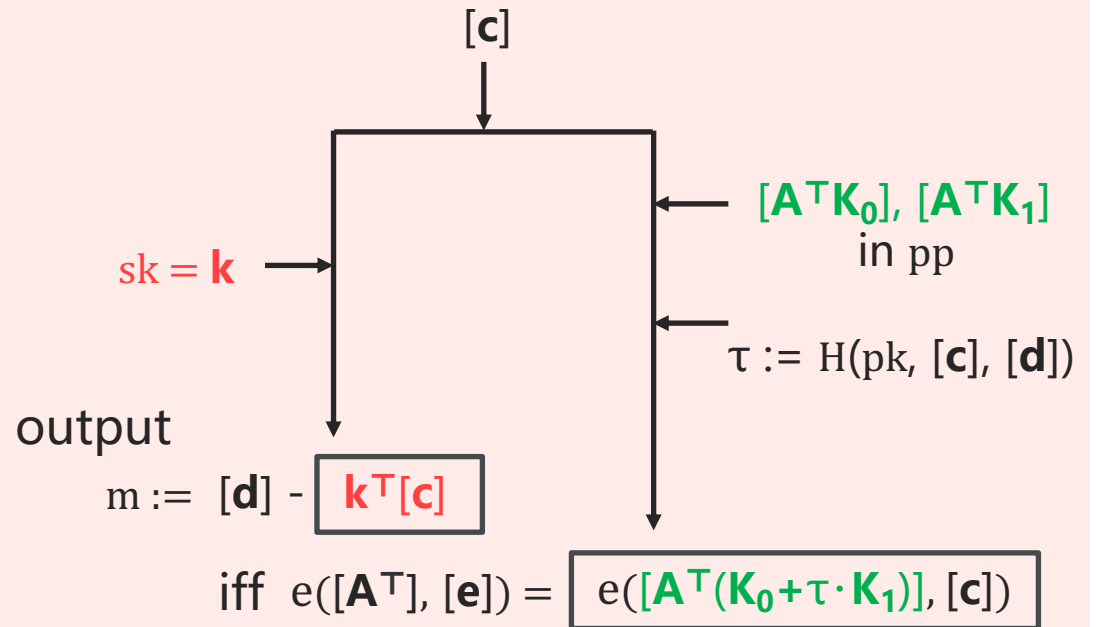 [c]
[A⊤K₀], [A⊤K₁]
in pp
sk = k
τ := H(pk, [c], [d])
output
m := [d] - k⊤[c]
iff e([A⊤], [e]) = e([A⊤(K₀+τ·K₁)], [c])